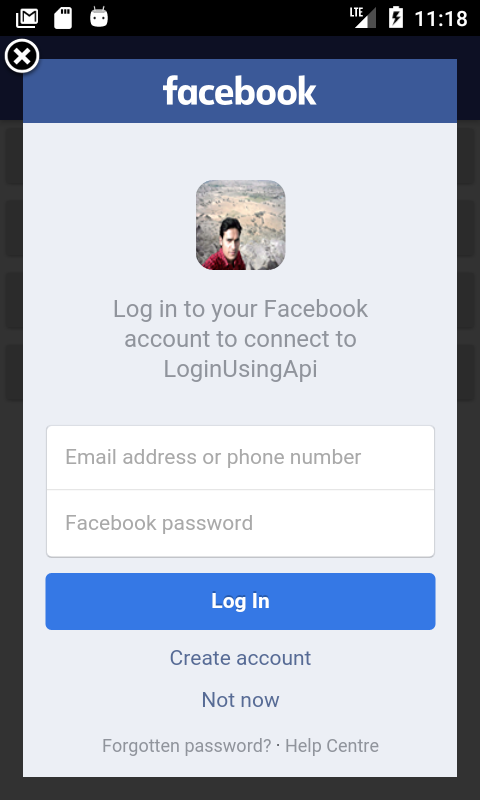 LTE 11:18
facebook
Log in to your Facebook
account to connect to
LoginUsingApi
Email address or phone number
Facebook password
Log In
Create account
Not now
Forgotten password? · Help Centre